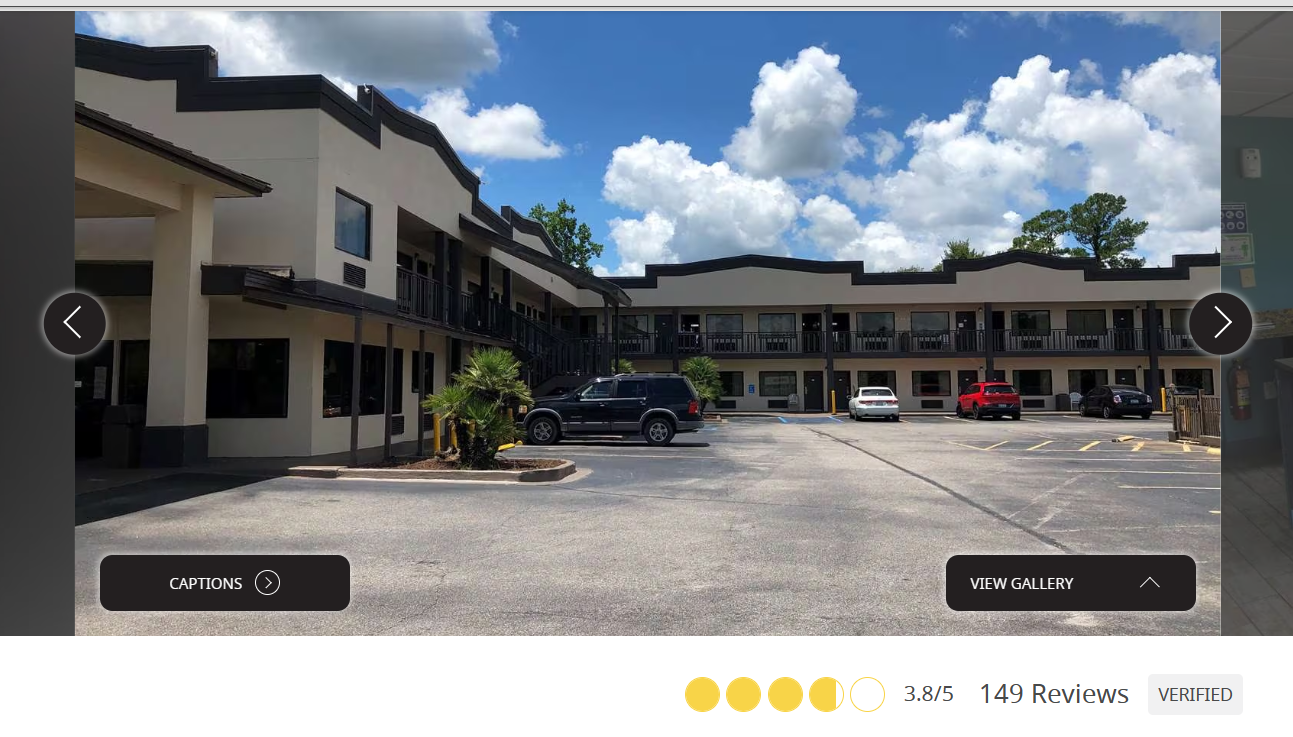 CAPTIONS
VIEW GALLERY
3.8/5 149 Reviews VERIFIED